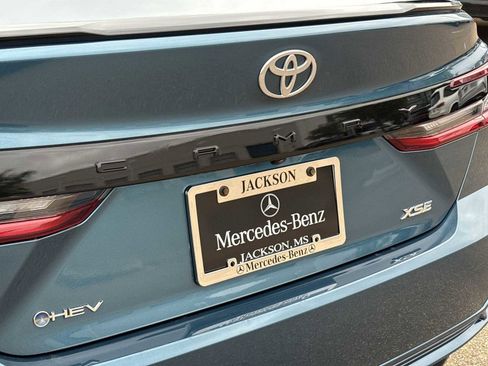 CAMRY
JACKSON
Mercedes-Benz
JACKSON, MS
Mercedes-Benz
XSE
HEV